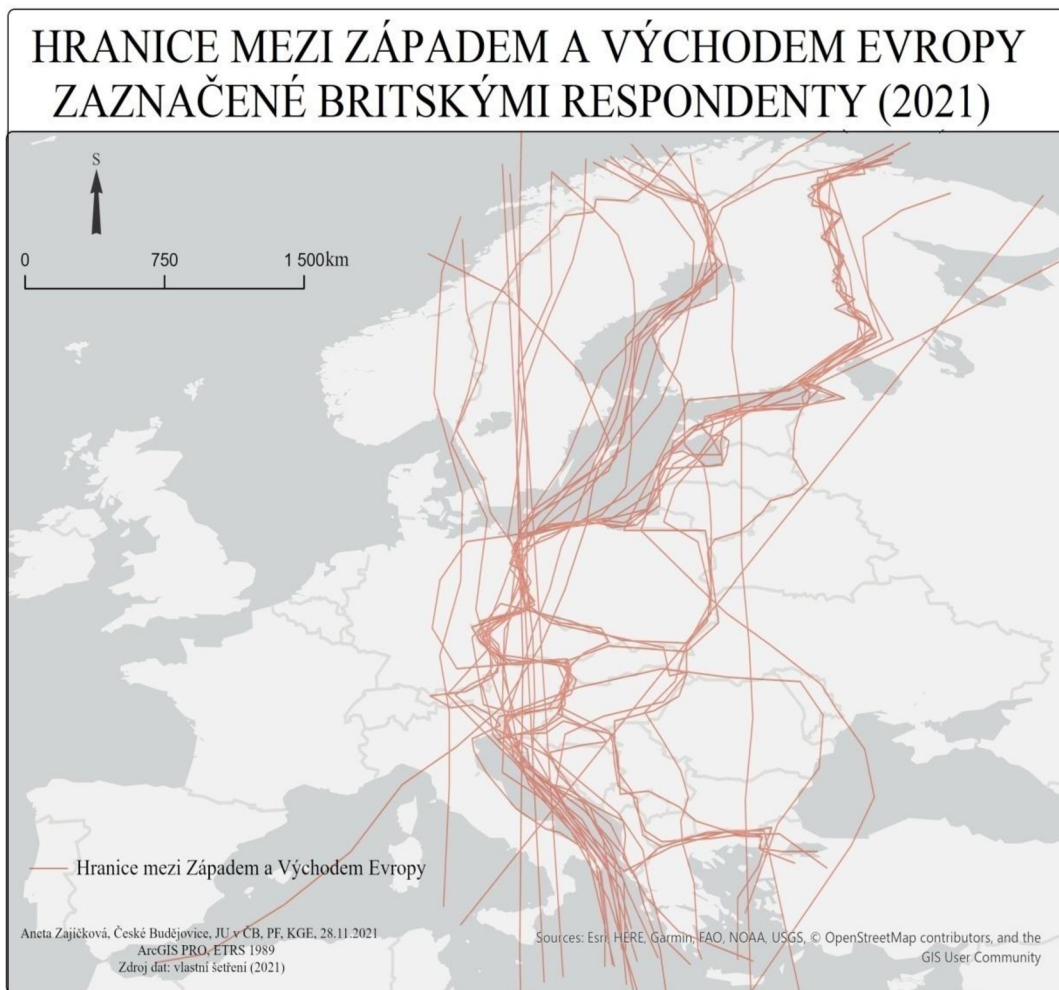 HRANICE MEZI ZÁPADEM A VÝCHODEM EVROPY
ZAZNAČENÉ BRITSKÝMI RESPONDENTY (2021)
S
0 750 1 500km
Hranice mezi Západem a Východem Evropy
Aneta Zajíčková, České Budějovice, JU v ČB, PF, KGE, 28.11.2021
ArcGIS PRO, ETRS 1989
Zdroj dat: vlastní šetření (2021)
Sources: Esri, HERE, Garmin, FAO, NOAA, USGS, © OpenStreetMap contributors, and the
GIS User Community